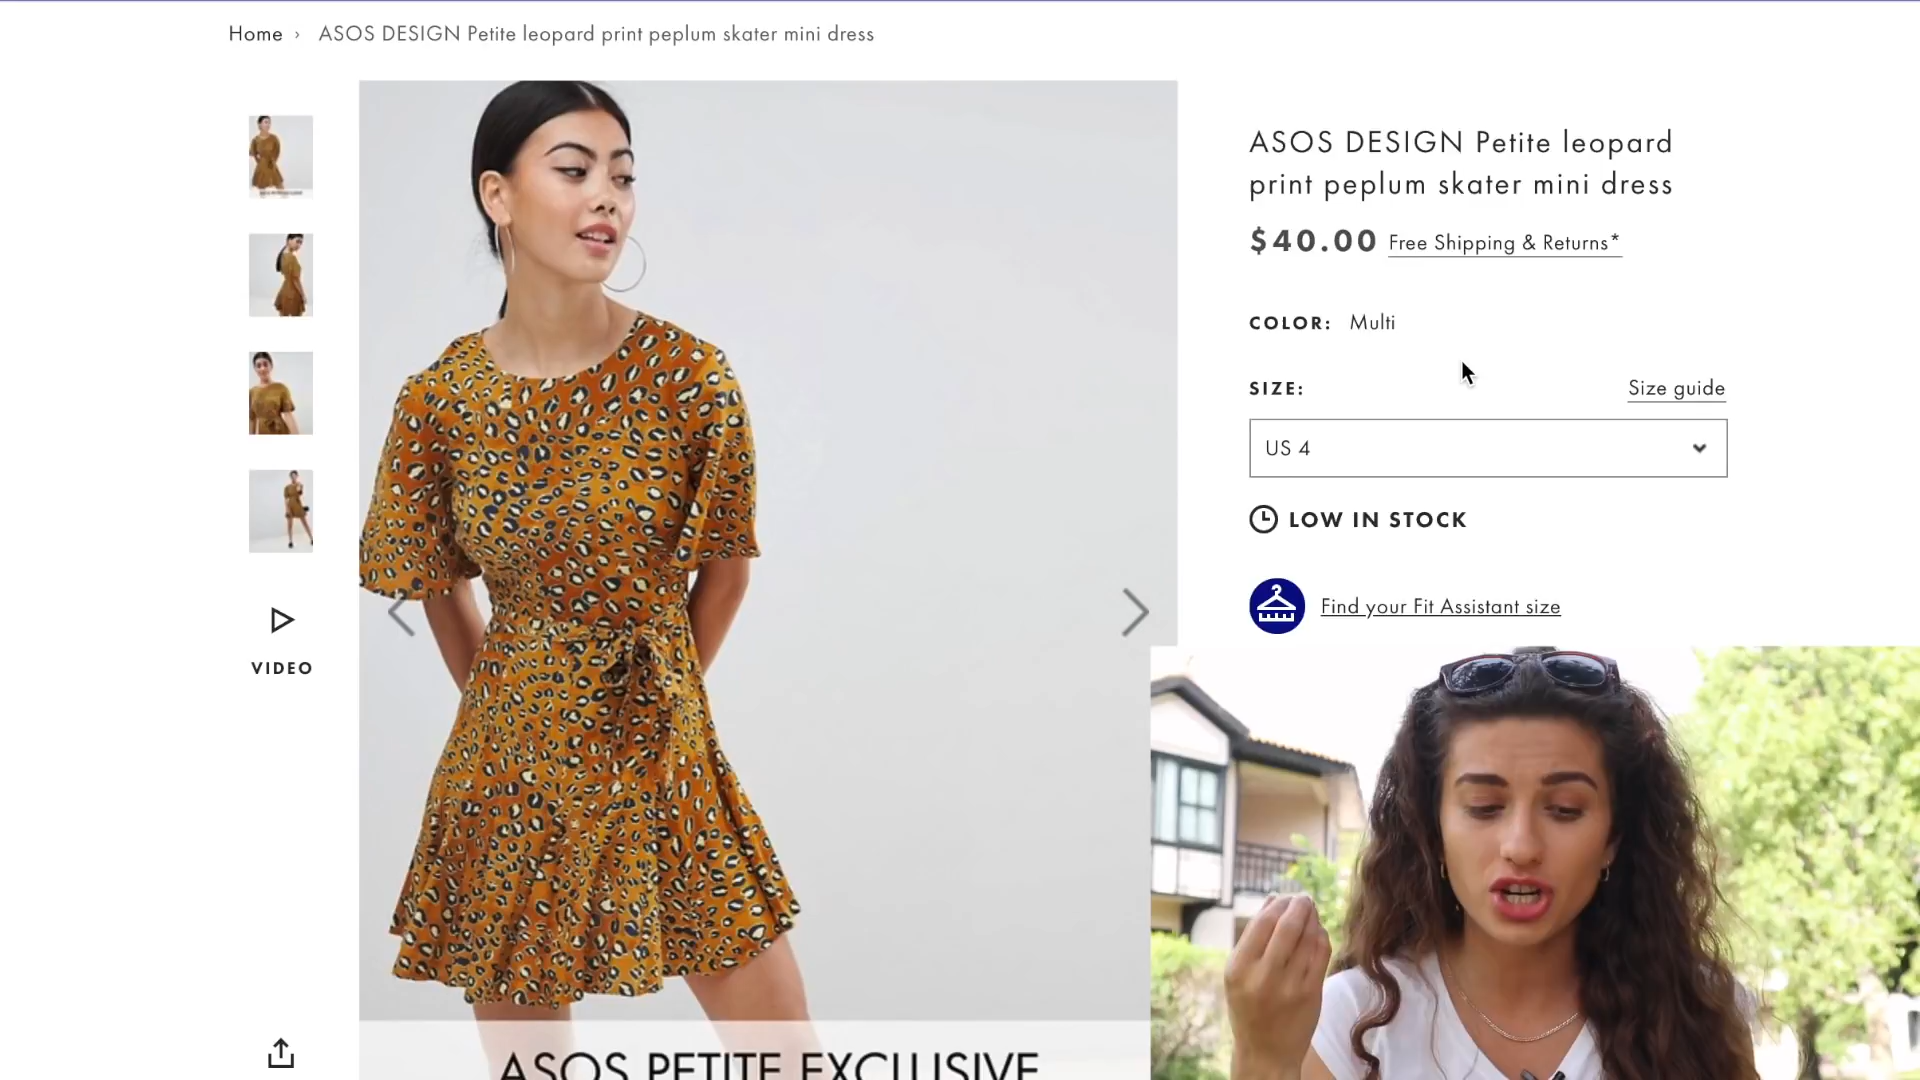 Home › ASOS DESIGN Petite leopard print peplum skater mini dress
ASOS DESIGN Petite leopard
print peplum skater mini dress
$40.00 Free Shipping & Returns*
COLOR: Multi
SIZE: Size guide
US 4
LOW IN STOCK
Find your Fit Assistant size
VIDEO
ASOS PETITE EXCLUSIVE